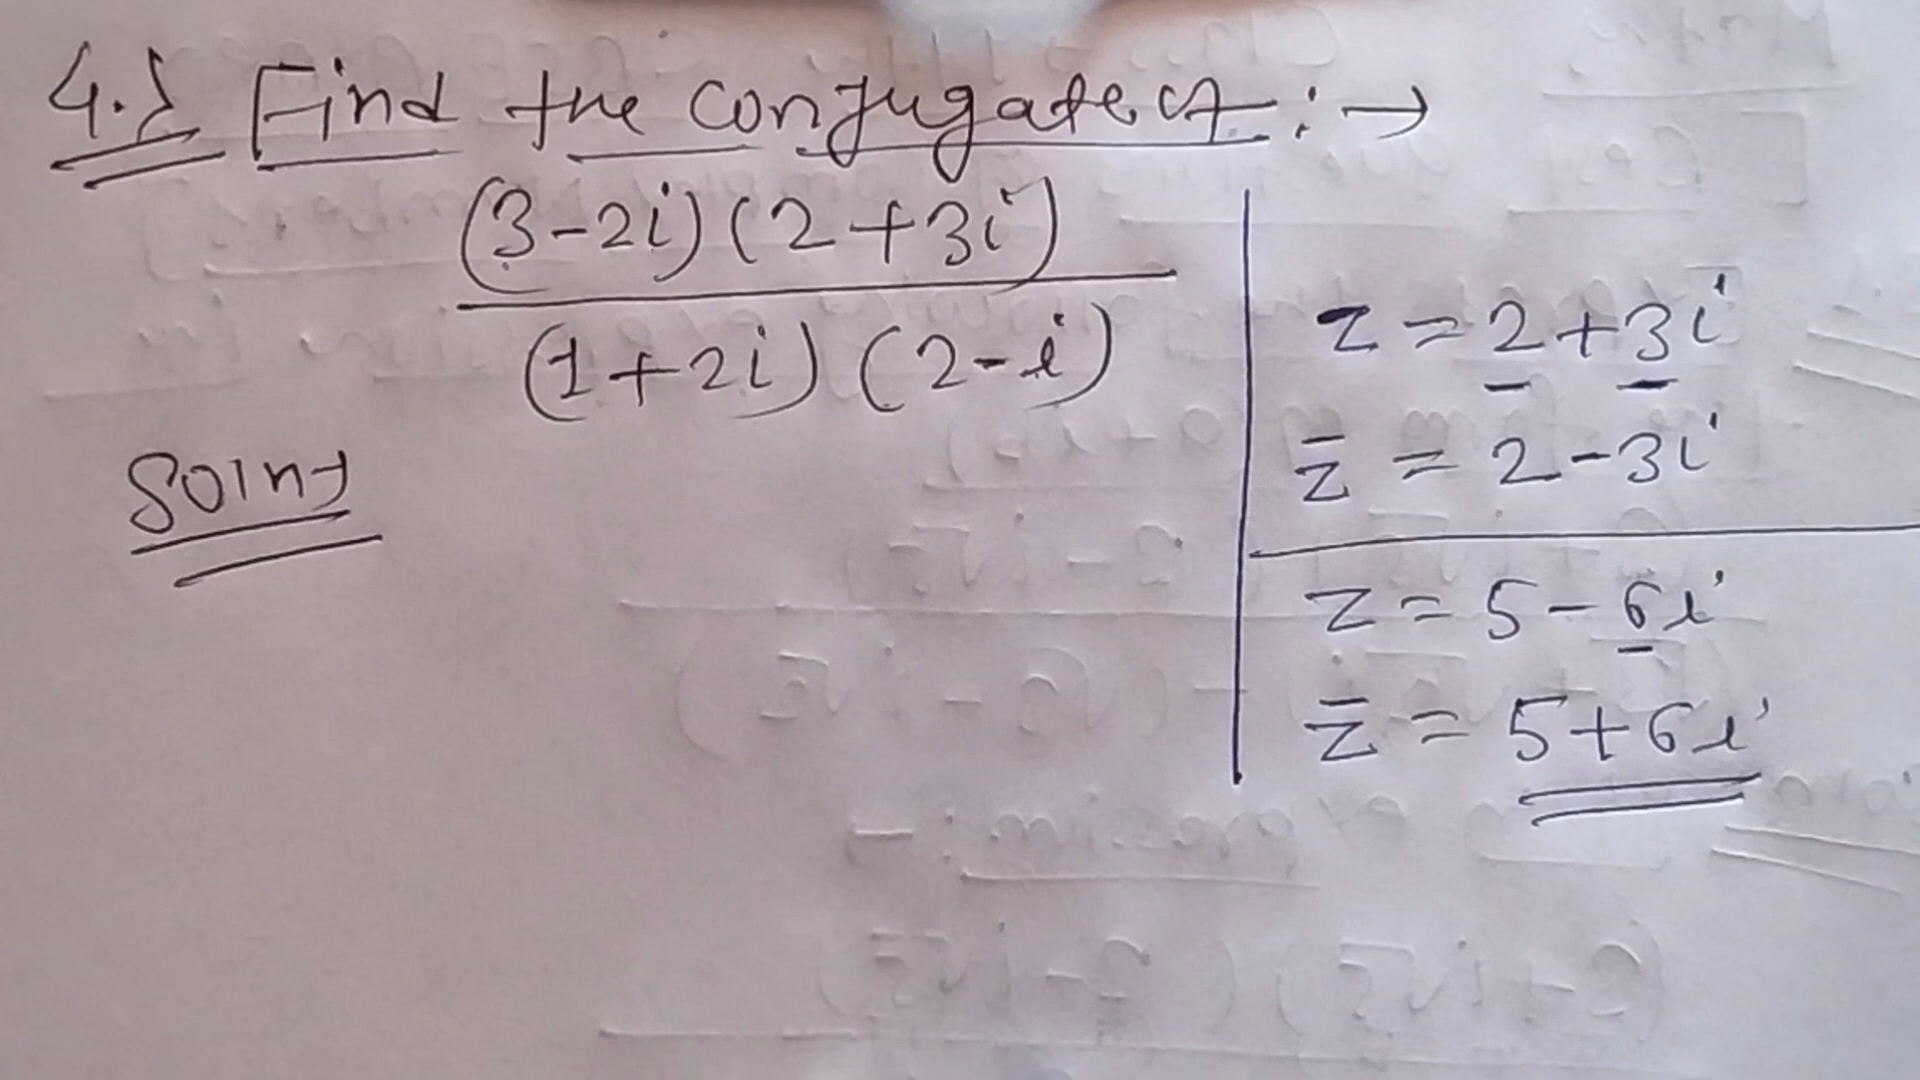 4.} Find the conjugate of :→
(3-2i)(2+3i)
(1+2i)(2-i)
Soln→
z = 2+3i
z̄ = 2-3i
z = 5-6i
z̄ = 5+6i